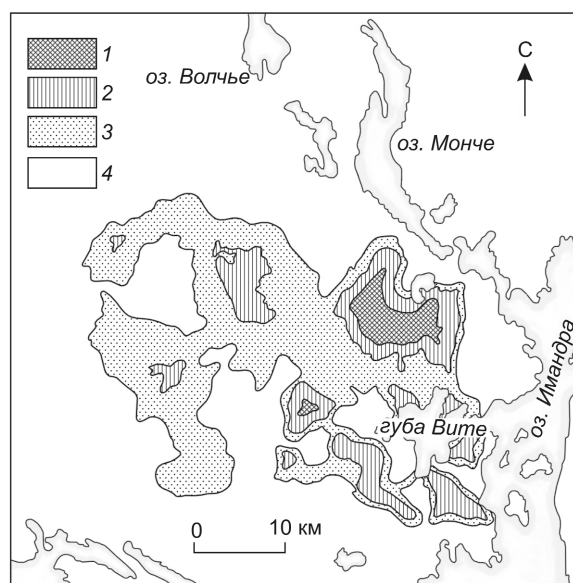 1
2
3
4
оз. Волчье
С
оз. Монче
оз. Имандра
губа Вите
0 10 км